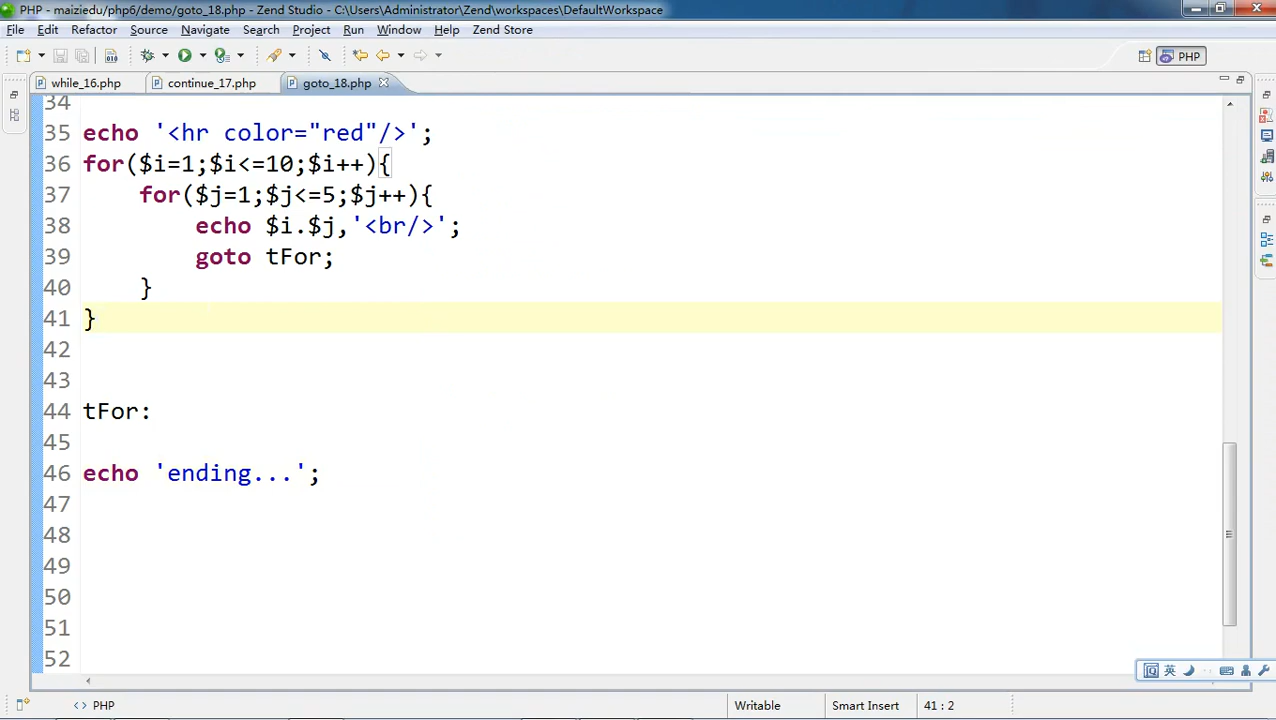 PHP - maiziedu/php6/demo/goto_18.php - Zend Studio - C:\Users\Administrator\Zend\workspaces\DefaultWorkspace
File Edit Refactor Source Navigate Search Project Run Window Help Zend Store
PHP
while_16.php continue_17.php goto_18.php
34
35 echo '<hr color="red"/>';
36 for($i=1;$i<=10;$i++){
37 for($j=1;$j<=5;$j++){
38 echo $i.$j,'<br/>';
39 goto tFor;
40 }
41 }
42
43
44 tFor:
45
46 echo 'ending...';
47
48
49
50
51
52
英
<> PHP Writable Smart Insert 41 : 2